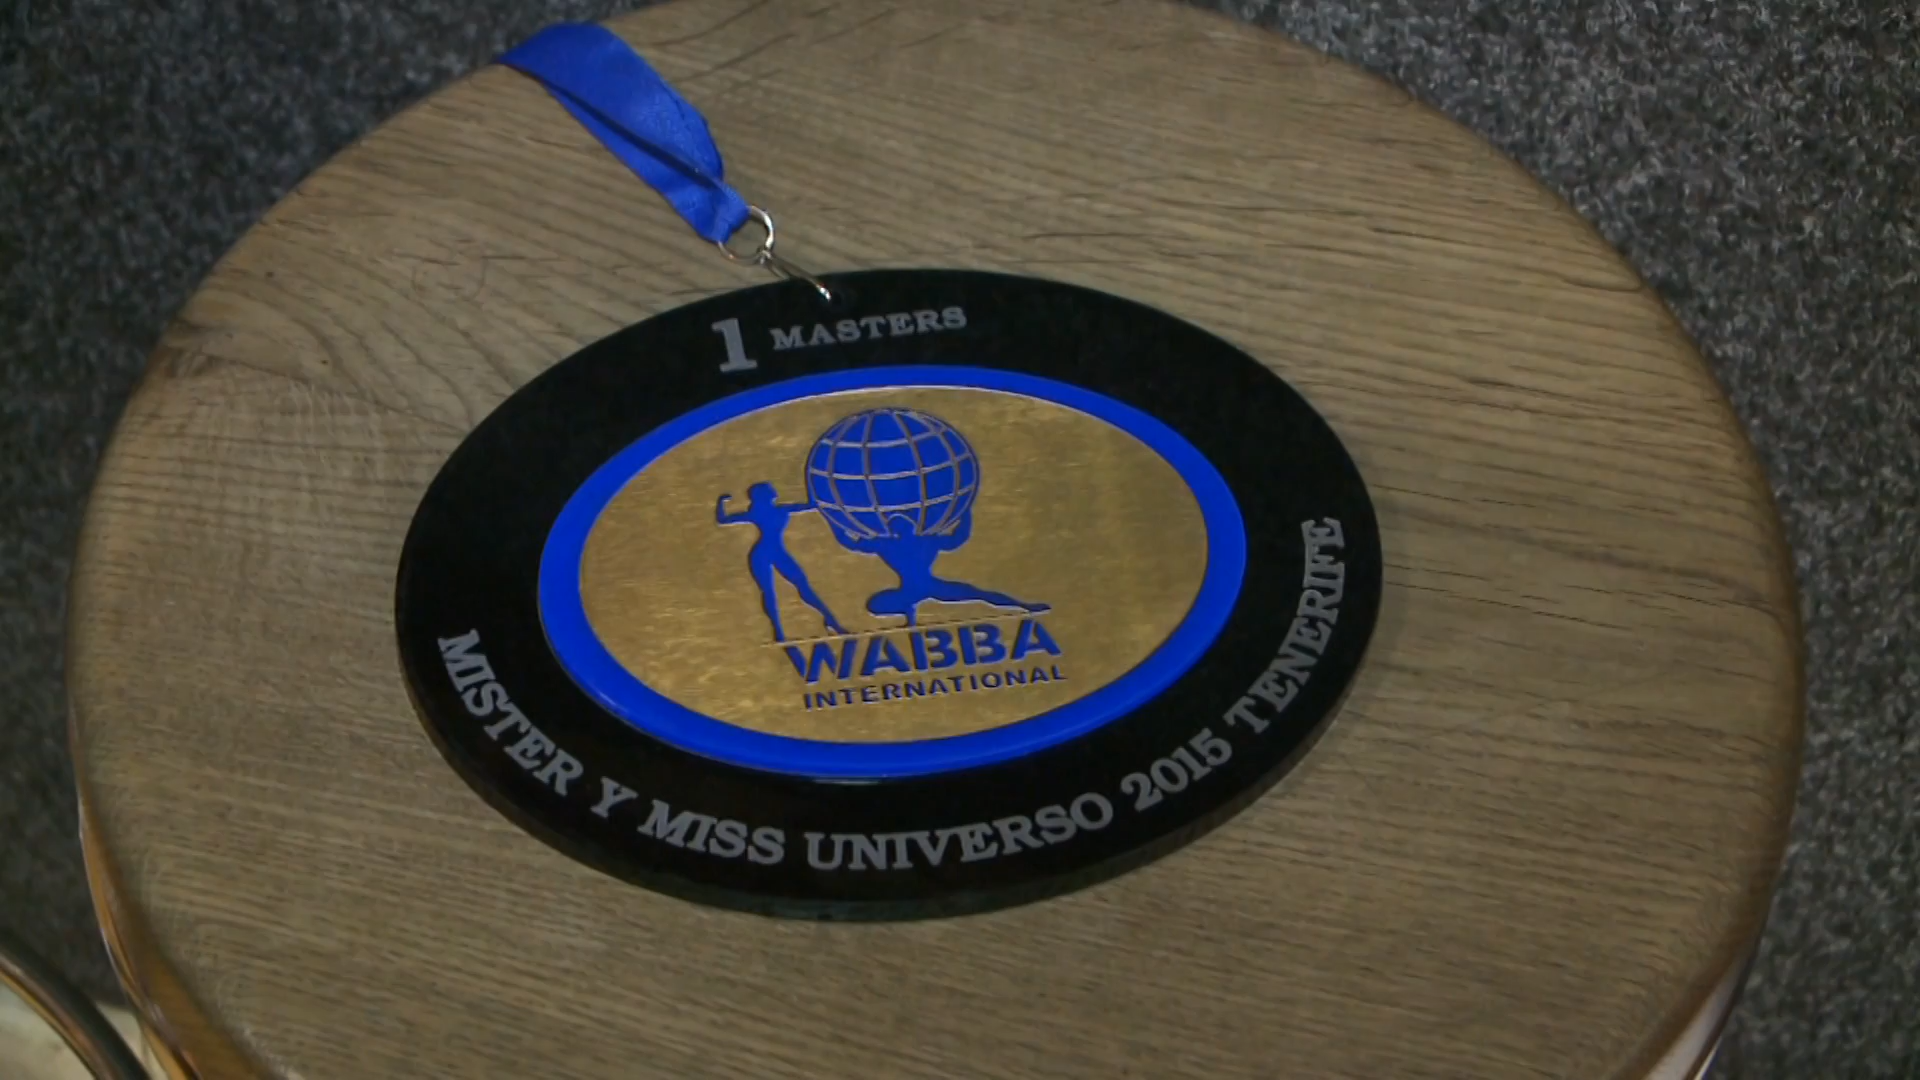 1 MASTERS
WABBA
INTERNATIONAL
MISTER Y MISS UNIVERSO 2015 TENERIFE